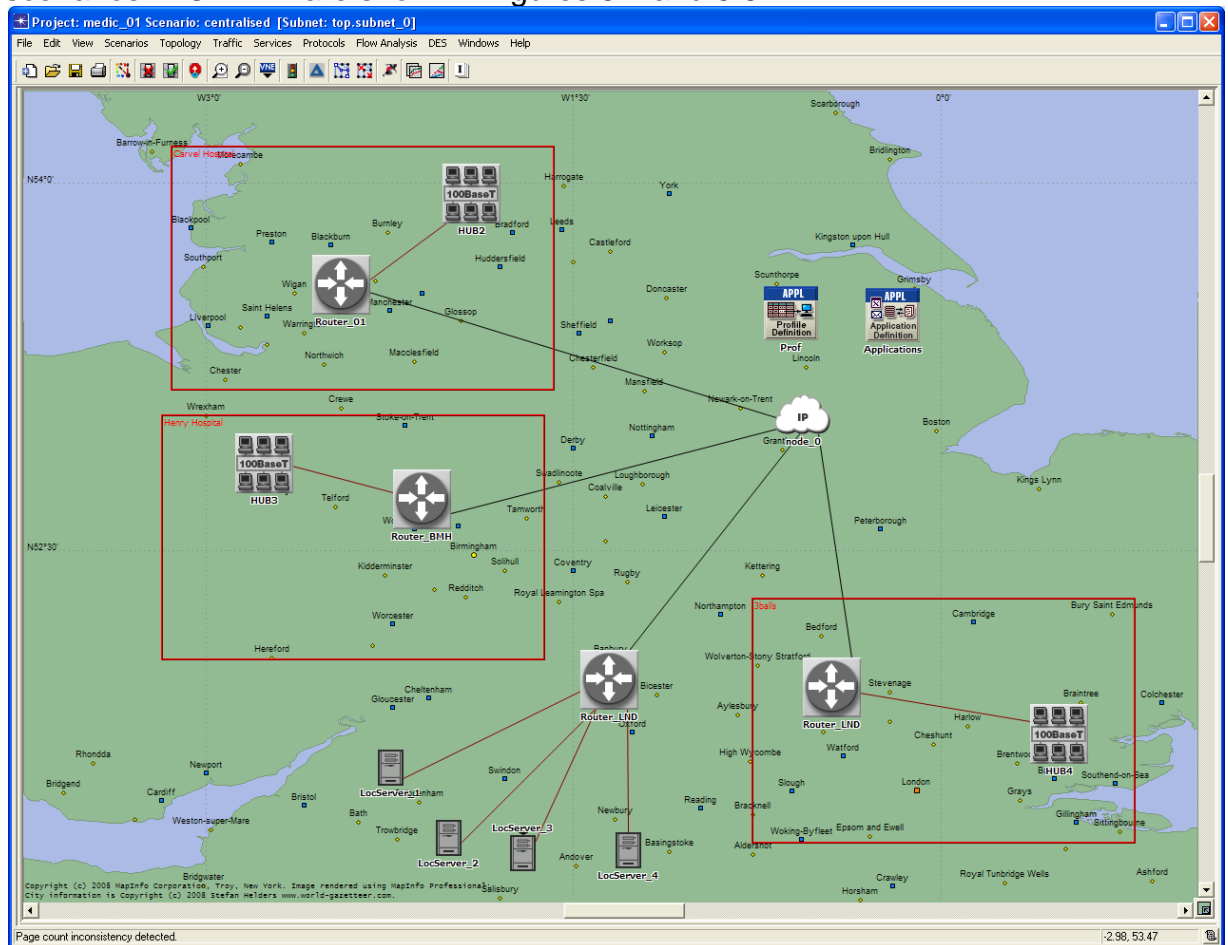 Project: medic_01 Scenario: centralised [Subnet: top.subnet_0]
File Edit View Scenarios Topology Traffic Services Protocols Flow Analysis DES Windows Help
W3°0' W1°30' 0°0'
Scarborough
Barrow-in-Furness
Bridlington
Carvel Hospital
Morecambe
N54°0'
Harrogate
York
100BaseT
HUB2
Blackpool
Burnley
Bradford
Leeds
Preston
Blackburn
Castleford
Kingston upon Hull
Southport
Huddersfield
Scunthorpe
Grimsby
Wigan
Doncaster
APPL
Profile
Definition
Prof
APPL
Application
Definition
Applications
Saint Helens
Manchester
Liverpool
Glossop
Router_01
Warring
Sheffield
Worksop
Northwich
Macclesfield
Chesterfield
Lincoln
Chester
Mansfield
Crewe
Newark-on-Trent
Wrexham
Henry Hospital
Stoke-on-Trent
IP
node_0
Nottingham
Boston
Derby
Grant
100BaseT
HUB3
Swadlincote
Loughborough
Coalville
Kings Lynn
Telford
Tamworth
Leicester
Router_BMH
Peterborough
N52°30'
Birmingham
Kidderminster
Solihull
Coventry
Rugby
Kettering
Redditch
Royal Leamington Spa
Worcester
Northampton
3balls
Cambridge
Bury Saint Edmunds
Bedford
Hereford
Banbury
Wolverton-Stony Stratford
Cheltenham
Gloucester
Bicester
Stevenage
Braintree
Colchester
Router_LND
Oxford
Aylesbury
Router_LND
Harlow
100BaseT
HUB4
Rhondda
Newport
High Wycombe
Watford
Cheshunt
Brentwo
Bridgend
Cardiff
Swindon
Slough
London
Southend-on-Sea
LocServer_1
Bristol
Reading
Bracknell
Grays
Weston-super-Mare
Bath
Newbury
Gillingham
Sittingbourne
Trowbridge
LocServer_3
Woking-Byfleet
Epsom and Ewell
LocServer_2
Basingstoke
Aldershot
Andover
LocServer_4
Bridgwater
Crawley
Royal Tunbridge Wells
Ashford
Copyright (c) 2008 MapInfo Corporation, Troy, New York. Image rendered using MapInfo Professional.
Salisbury
City information is Copyright (c) 2008 Stefan Helders www.world-gazetteer.com.
Horsham
Page count inconsistency detected.
-2.98, 53.47